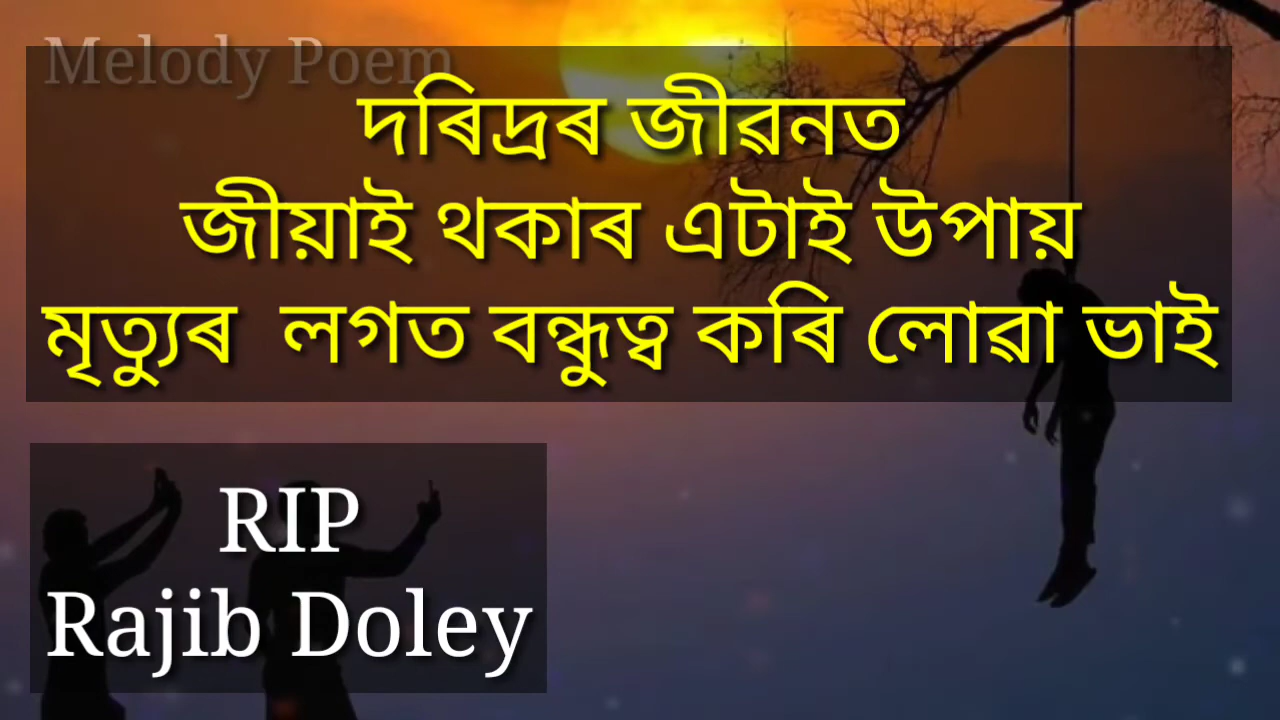 Melody Poem
দৰিদ্ৰৰ জীৱনত
জীয়াই থকাৰ এটাই উপায়
মৃত্যুৰ লগত বন্ধুত্ব কৰি লোৱা ভাই
RIP
Rajib Doley